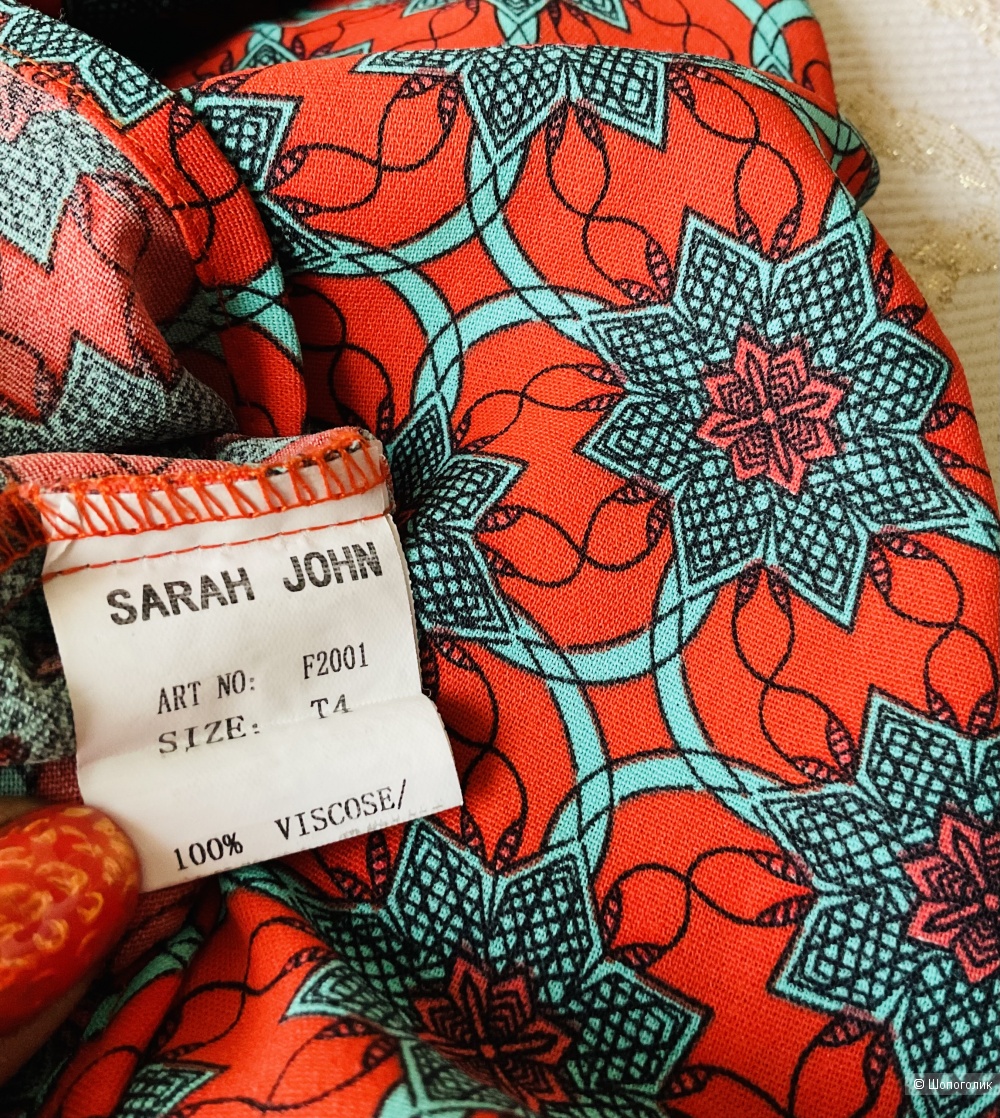 SARAH JOHN
ART NO: F2001
SIZE: T4
100% VISCOSE/
© Шопоголик